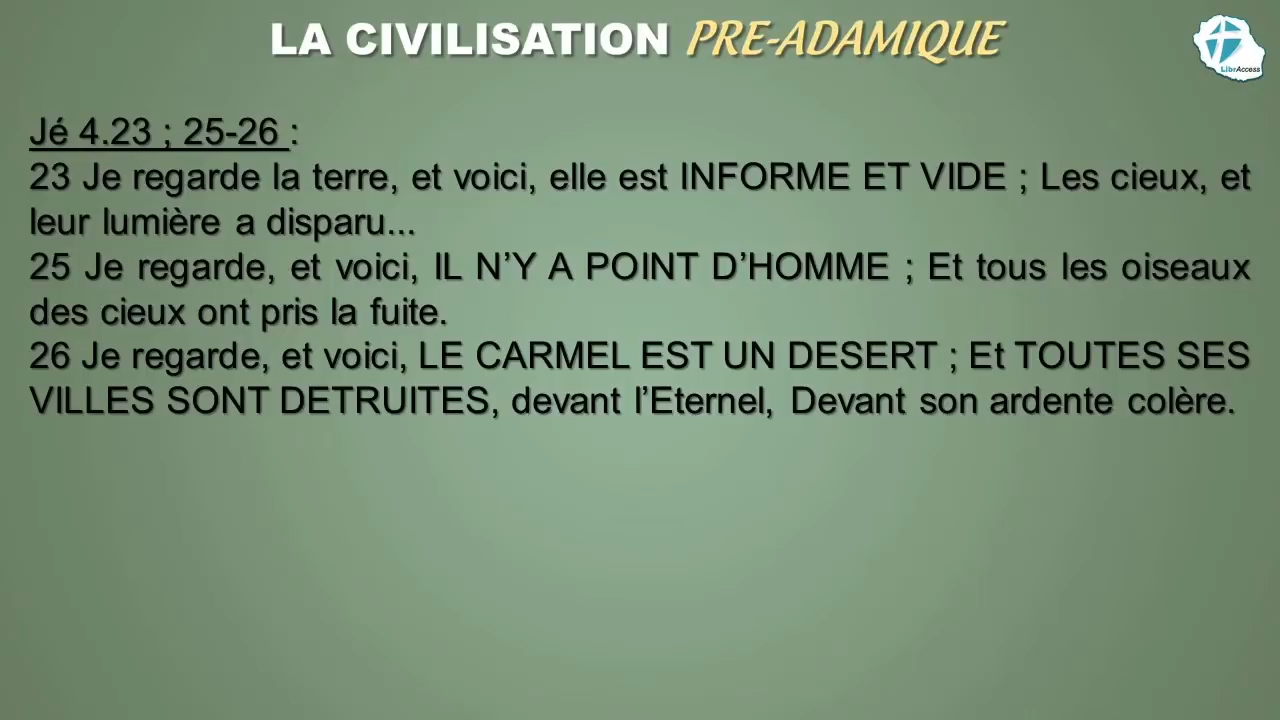 LA CIVILISATION PRE-ADAMIQUE
LibrAccess
Jé 4.23 ; 25-26 :
23 Je regarde la terre, et voici, elle est INFORME ET VIDE ; Les cieux, et
leur lumière a disparu...
25 Je regarde, et voici, IL N’Y A POINT D’HOMME ; Et tous les oiseaux
des cieux ont pris la fuite.
26 Je regarde, et voici, LE CARMEL EST UN DESERT ; Et TOUTES SES
VILLES SONT DETRUITES, devant l’Eternel, Devant son ardente colère.